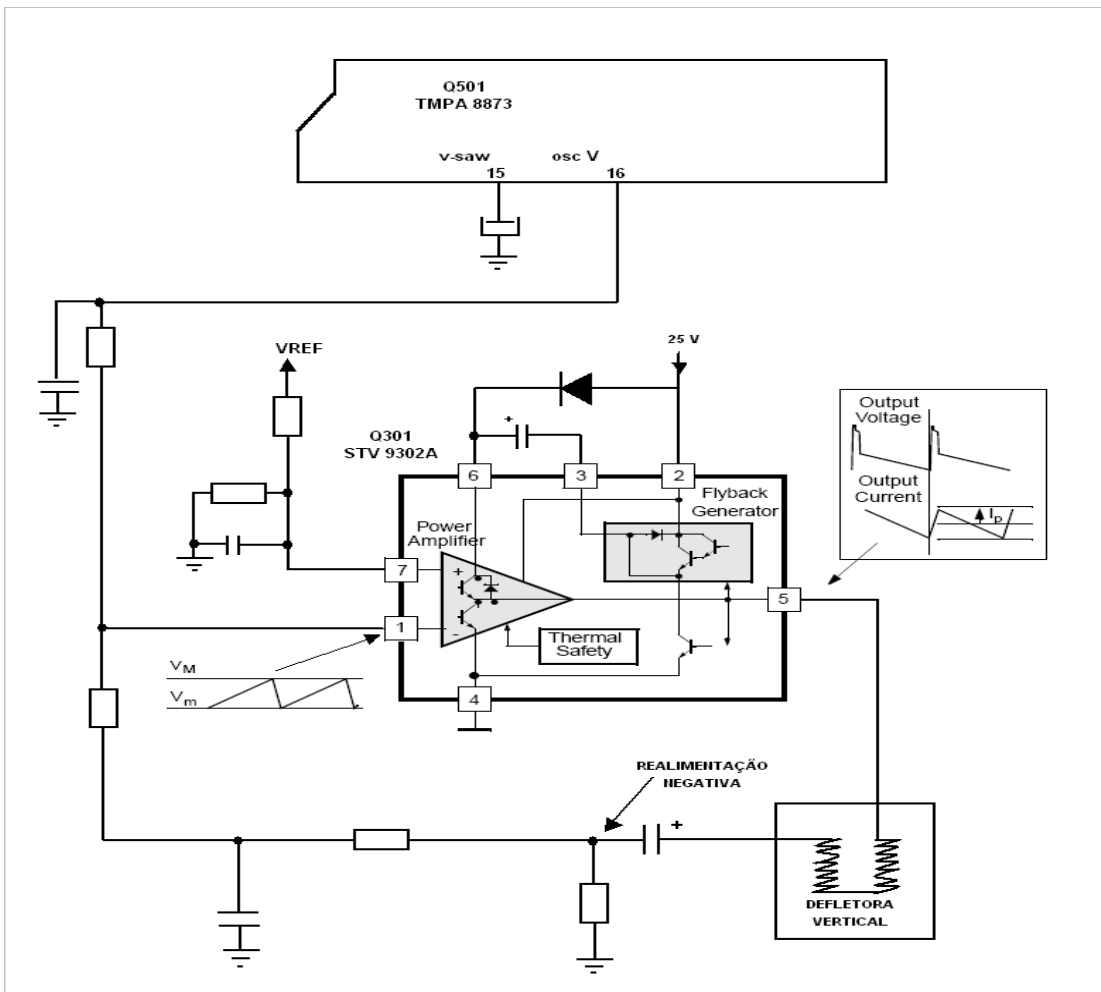 Q501
TMPA 8873
v-saw
osc V
15
16
VREF
25 V
Q301
STV 9302A
+
6
3
2
Flyback
Generator
Power
Amplifier
7
+
5
1
-
Thermal
Safety
4
VM
Vm
Output
Voltage
Output
Current
Ip
REALIMENTAÇÃO
NEGATIVA
+
DEFLETORA
VERTICAL